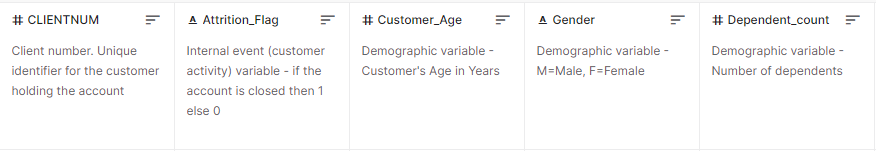 # CLIENTNUM
A Attrition_Flag
# Customer_Age
A Gender
# Dependent_count
Client number. Unique
identifier for the customer
holding the account
Internal event (customer
activity) variable - if the
account is closed then 1
else 0
Demographic variable -
Customer's Age in Years
Demographic variable -
M=Male, F=Female
Demographic variable -
Number of dependents